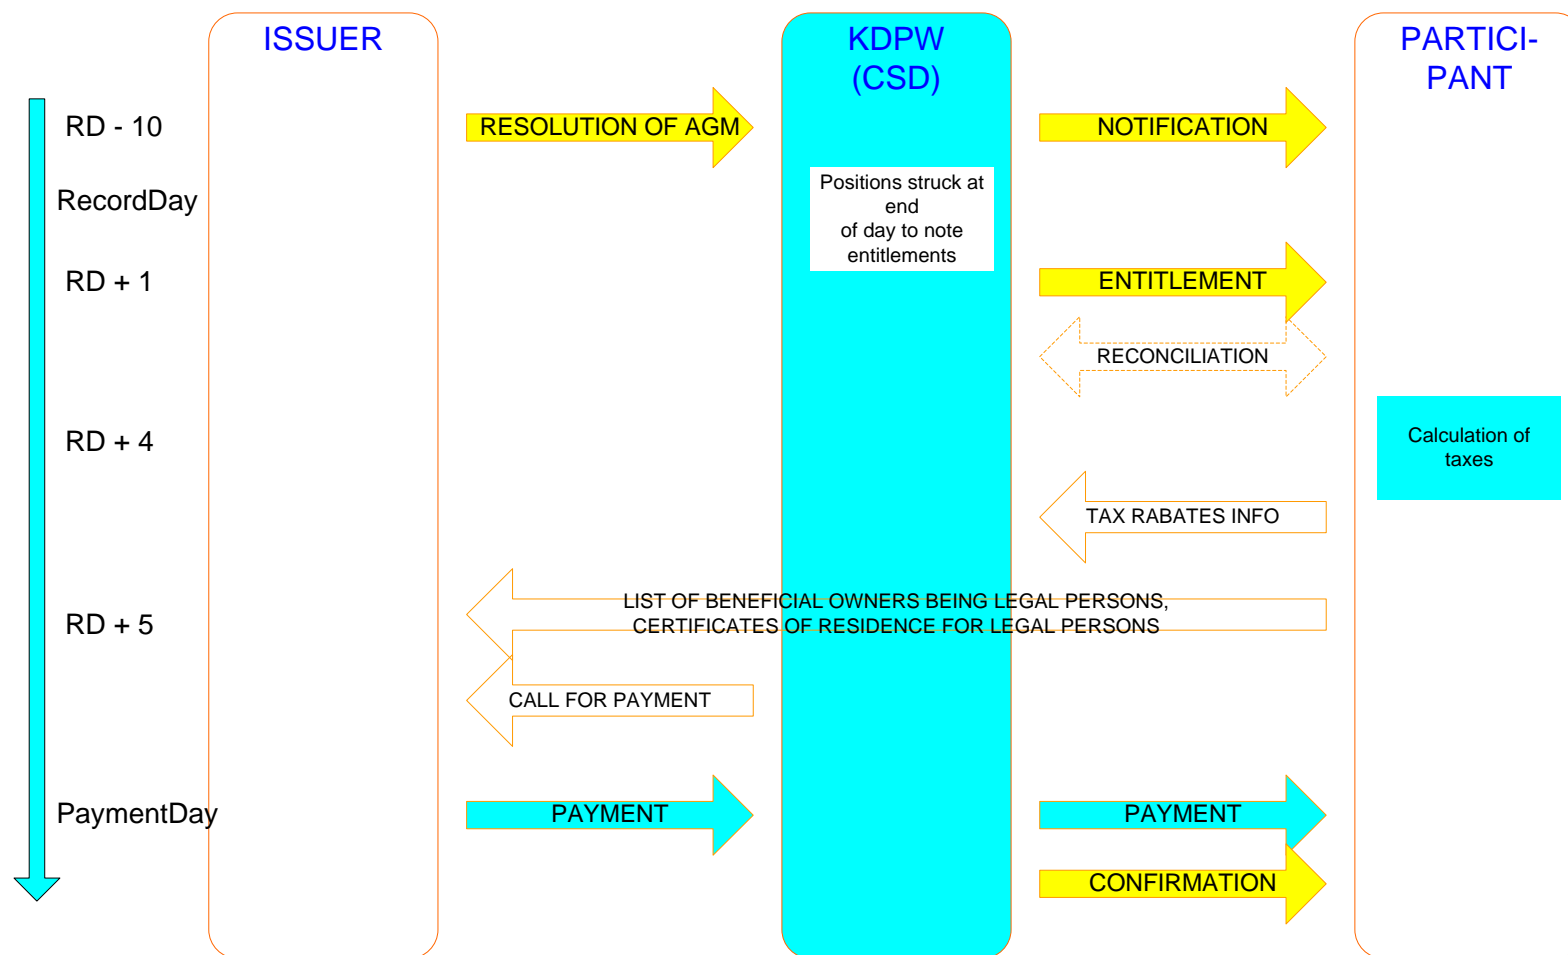 ISSUER
KDPW
(CSD)
PARTICI-
PANT
RD - 10
RESOLUTION OF AGM
NOTIFICATION
RecordDay
Positions struck at
end
of day to note
entitlements
RD + 1
ENTITLEMENT
RECONCILIATION
RD + 4
Calculation of
taxes
TAX RABATES INFO
RD + 5
LIST OF BENEFICIAL OWNERS BEING LEGAL PERSONS,
CERTIFICATES OF RESIDENCE FOR LEGAL PERSONS
CALL FOR PAYMENT
PaymentDay
PAYMENT
PAYMENT
CONFIRMATION